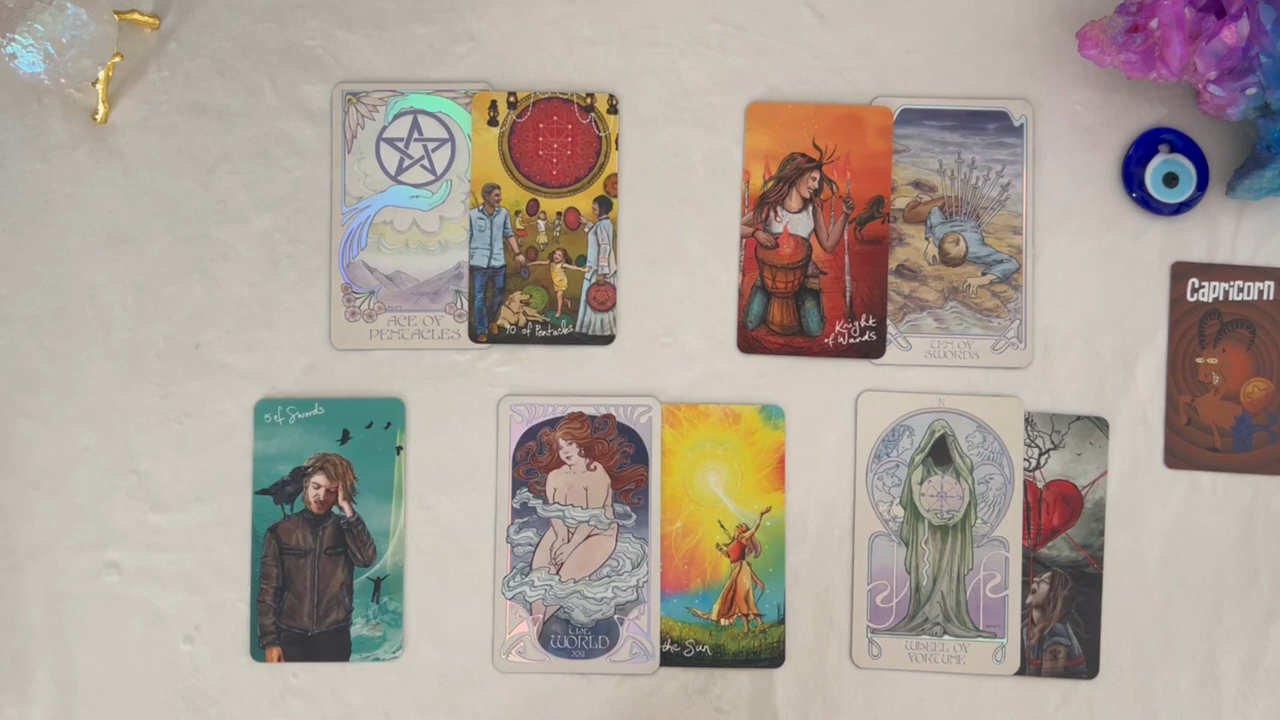 ACE OF
PENTACLES
10 of Pentacles
Knight
of Wands
TEN OF
SWORDS
Capricorn
5 of Swords
THE
WORLD
XXI
the Sun
X
WHEEL OF
FORTUNE